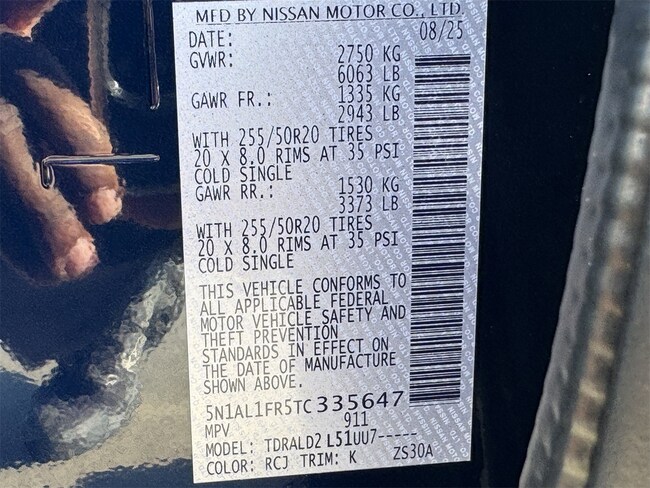 MFD BY NISSAN MOTOR CO., LTD.
DATE: 08/25
GVWR: 2750 KG
6063 LB
GAWR FR.: 1335 KG
2943 LB
WITH 255/50R20 TIRES
20 X 8.0 RIMS AT 35 PSI
COLD SINGLE
GAWR RR.: 1530 KG
3373 LB
WITH 255/50R20 TIRES
20 X 8.0 RIMS AT 35 PSI
COLD SINGLE
THIS VEHICLE CONFORMS TO
ALL APPLICABLE FEDERAL
MOTOR VEHICLE SAFETY AND
THEFT PREVENTION
STANDARDS IN EFFECT ON
THE DATE OF MANUFACTURE
SHOWN ABOVE.
5N1AL1FR5TC335647
MPV 911
MODEL: TDRALD2 L51UU7-----
COLOR: RCJ TRIM: K ZS30A